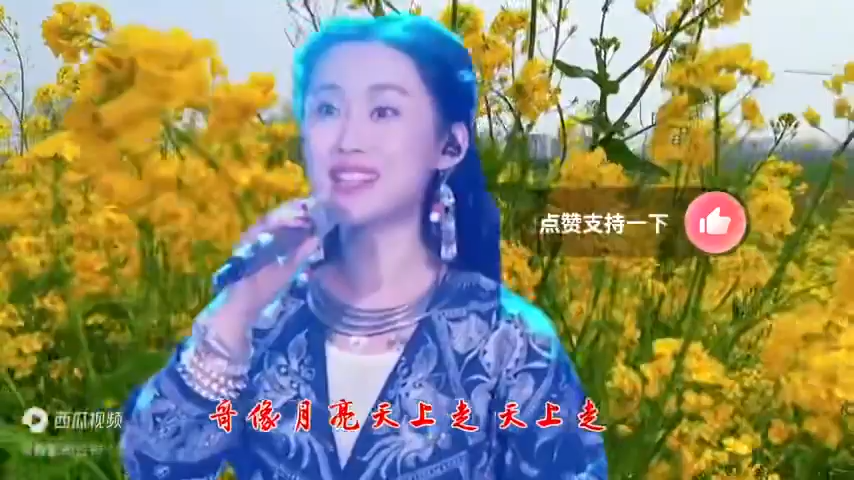 点赞支持一下
西瓜视频
哥像月亮天上走 天上走